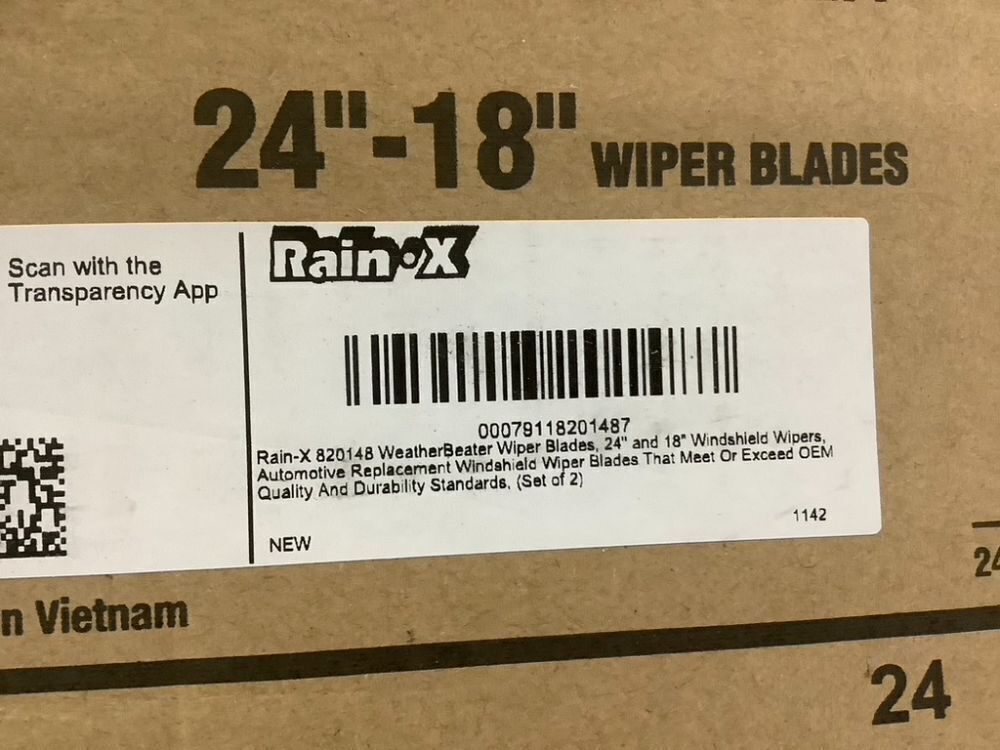 24"-18" WIPER BLADES
Scan with the
Transparency App
Rain-X
00079118201487
Rain-X 820148 WeatherBeater Wiper Blades, 24" and 18" Windshield Wipers,
Automotive Replacement Windshield Wiper Blades That Meet Or Exceed OEM
Quality And Durability Standards, (Set of 2)
1142
NEW
24
n Vietnam
24